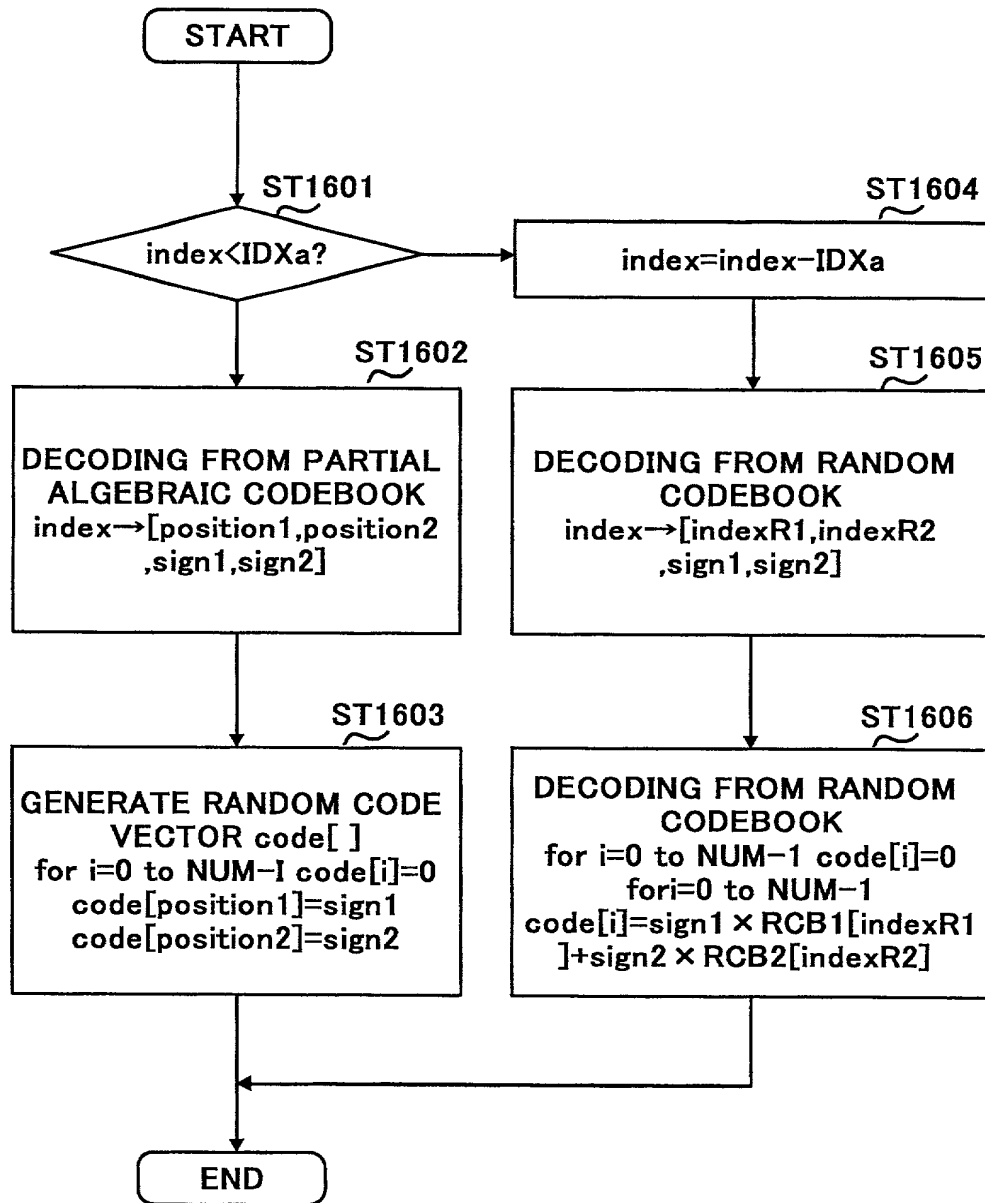 START
ST1601
index<IDXa?
ST1604
index=index-IDXa
ST1602
DECODING FROM PARTIAL
ALGEBRAIC CODEBOOK
index→[position1,position2
,sign1,sign2]
ST1605
DECODING FROM RANDOM
CODEBOOK
index→[indexR1,indexR2
,sign1,sign2]
ST1603
GENERATE RANDOM CODE
VECTOR code[ ]
for i=0 to NUM-I code[i]=0
code[position1]=sign1
code[position2]=sign2
ST1606
DECODING FROM RANDOM
CODEBOOK
for i=0 to NUM-1 code[i]=0
fori=0 to NUM-1
code[i]=sign1 × RCB1[indexR1
]+sign2 × RCB2[indexR2]
END